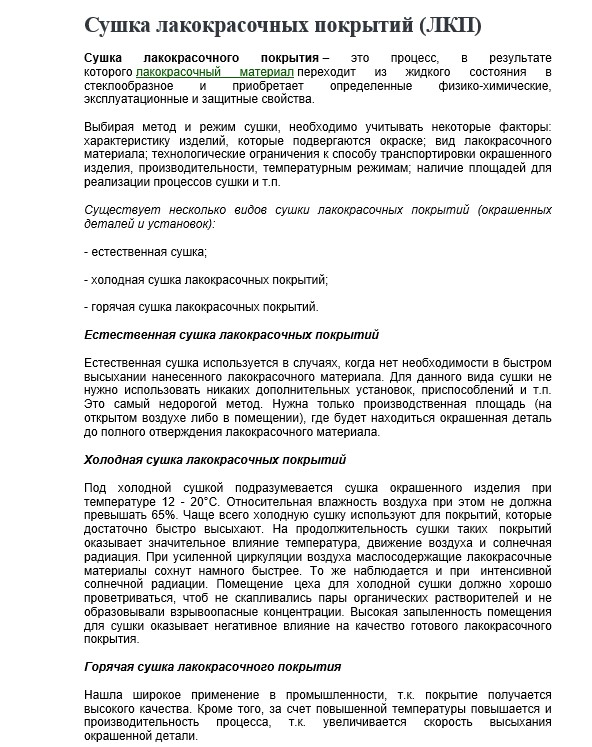 Сушка лакокрасочных покрытий (ЛКП)
Сушка лакокрасочного покрытия – это процесс, в результате
которого лакокрасочный материал переходит из жидкого состояния в
стеклообразное и приобретает определенные физико-химические,
эксплуатационные и защитные свойства.
Выбирая метод и режим сушки, необходимо учитывать некоторые факторы:
характеристику изделий, которые подвергаются окраске; вид лакокрасочного
материала; технологические ограничения к способу транспортировки окрашенного
изделия, производительности, температурным режимам; наличие площадей для
реализации процессов сушки и т.п.
Существует несколько видов сушки лакокрасочных покрытий (окрашенных
деталей и установок):
- естественная сушка;
- холодная сушка лакокрасочных покрытий;
- горячая сушка лакокрасочных покрытий.
Естественная сушка лакокрасочных покрытий
Естественная сушка используется в случаях, когда нет необходимости в быстром
высыхании нанесенного лакокрасочного материала. Для данного вида сушки не
нужно использовать никаких дополнительных установок, приспособлений и т.п.
Это самый недорогой метод. Нужна только производственная площадь (на
открытом воздухе либо в помещении), где будет находиться окрашенная деталь
до полного отверждения лакокрасочного материала.
Холодная сушка лакокрасочных покрытий
Под холодной сушкой подразумевается сушка окрашенного изделия при
температуре 12 - 20°С. Относительная влажность воздуха при этом не должна
превышать 65%. Чаще всего холодную сушку используют для покрытий, которые
достаточно быстро высыхают. На продолжительность сушки таких покрытий
оказывает значительное влияние температура, движение воздуха и солнечная
радиация. При усиленной циркуляции воздуха маслосодержащие лакокрасочные
материалы сохнут намного быстрее. То же наблюдается и при интенсивной
солнечной радиации. Помещение цеха для холодной сушки должно хорошо
проветриваться, чтоб не скапливались пары органических растворителей и не
образовывали взрывоопасные концентрации. Высокая запыленность помещения
для сушки оказывает негативное влияние на качество готового лакокрасочного
покрытия.
Горячая сушка лакокрасочного покрытия
Нашла широкое применение в промышленности, т.к. покрытие получается
высокого качества. Кроме того, за счет повышенной температуры повышается и
производительность процесса, т.к. увеличивается скорость высыхания
окрашенной детали.